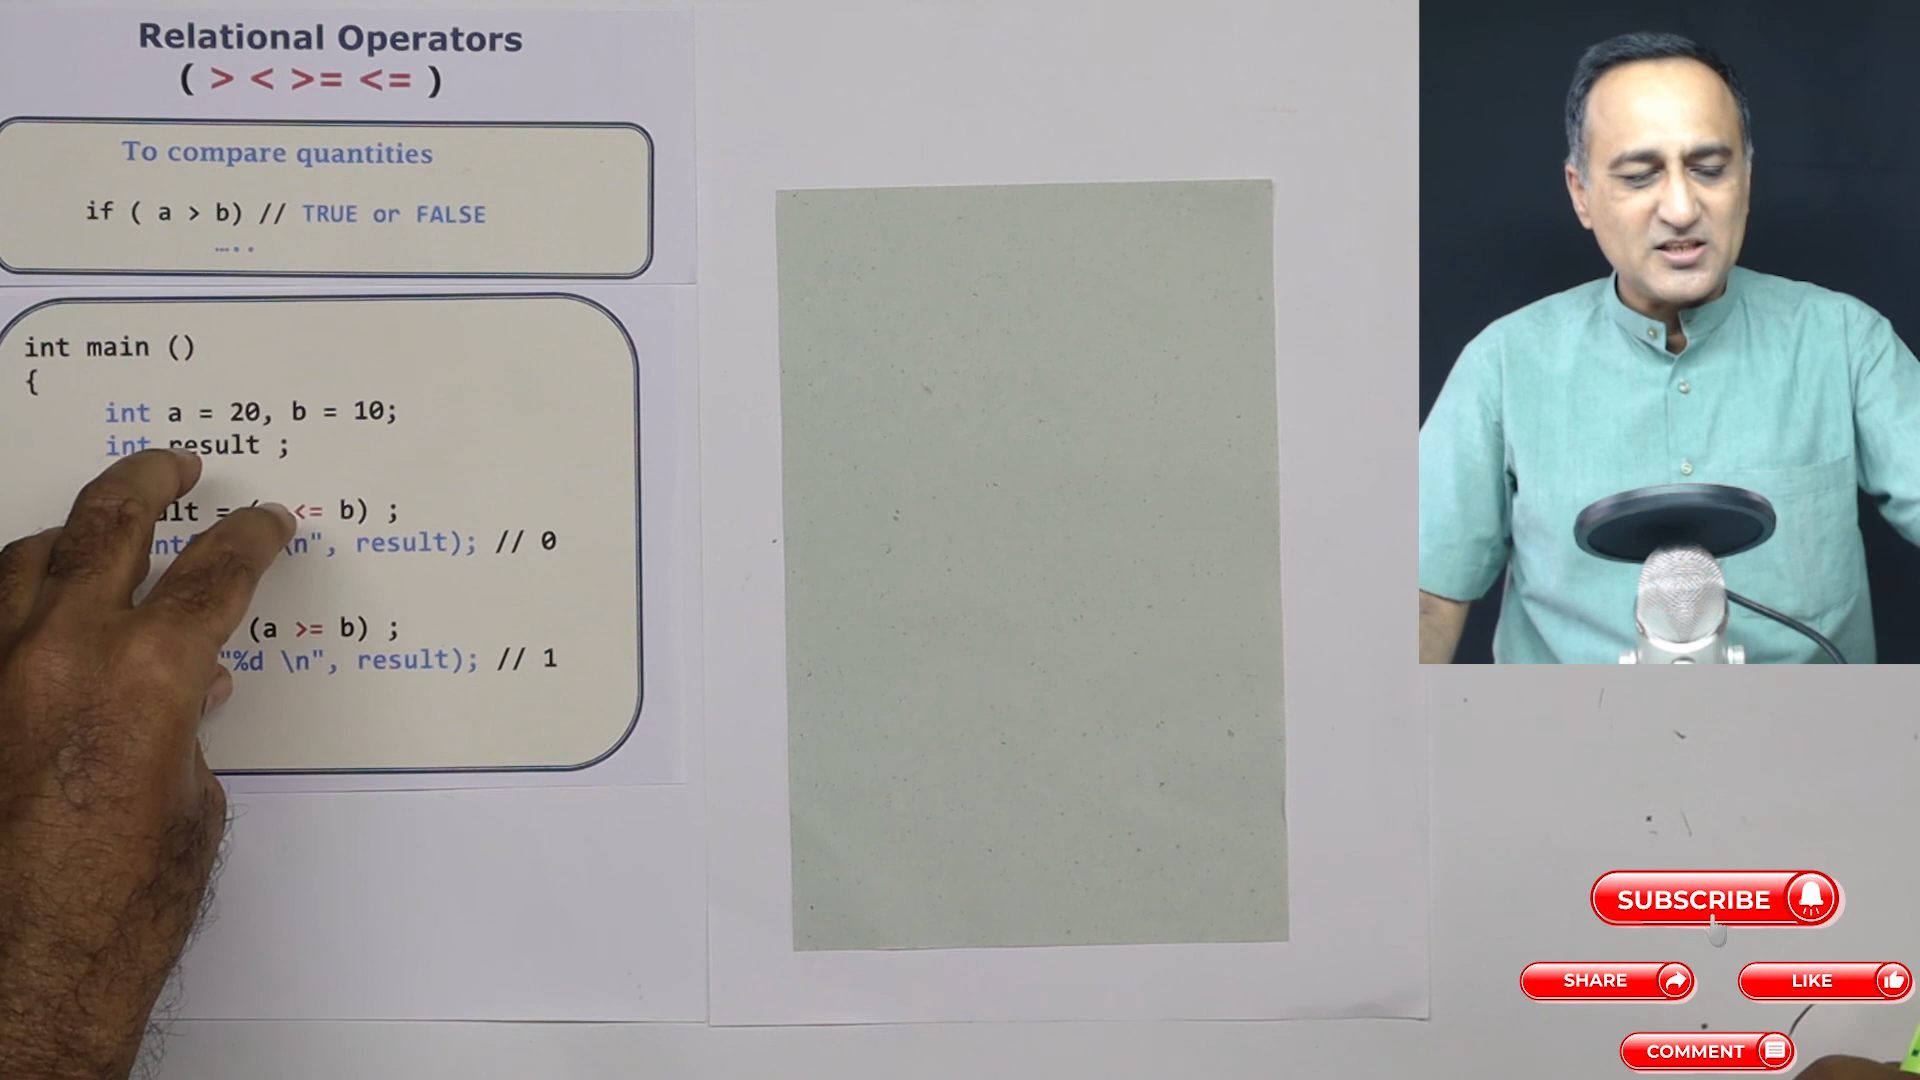 Relational Operators
( > < >= <= )
To compare quantities
if ( a > b) // TRUE or FALSE
.....
int main ()
{
int a = 20, b = 10;
int result ;
<= b) ;
\n", result); // 0
(a >= b) ;
"%d \n", result); // 1
SUBSCRIBE
SHARE
LIKE
COMMENT